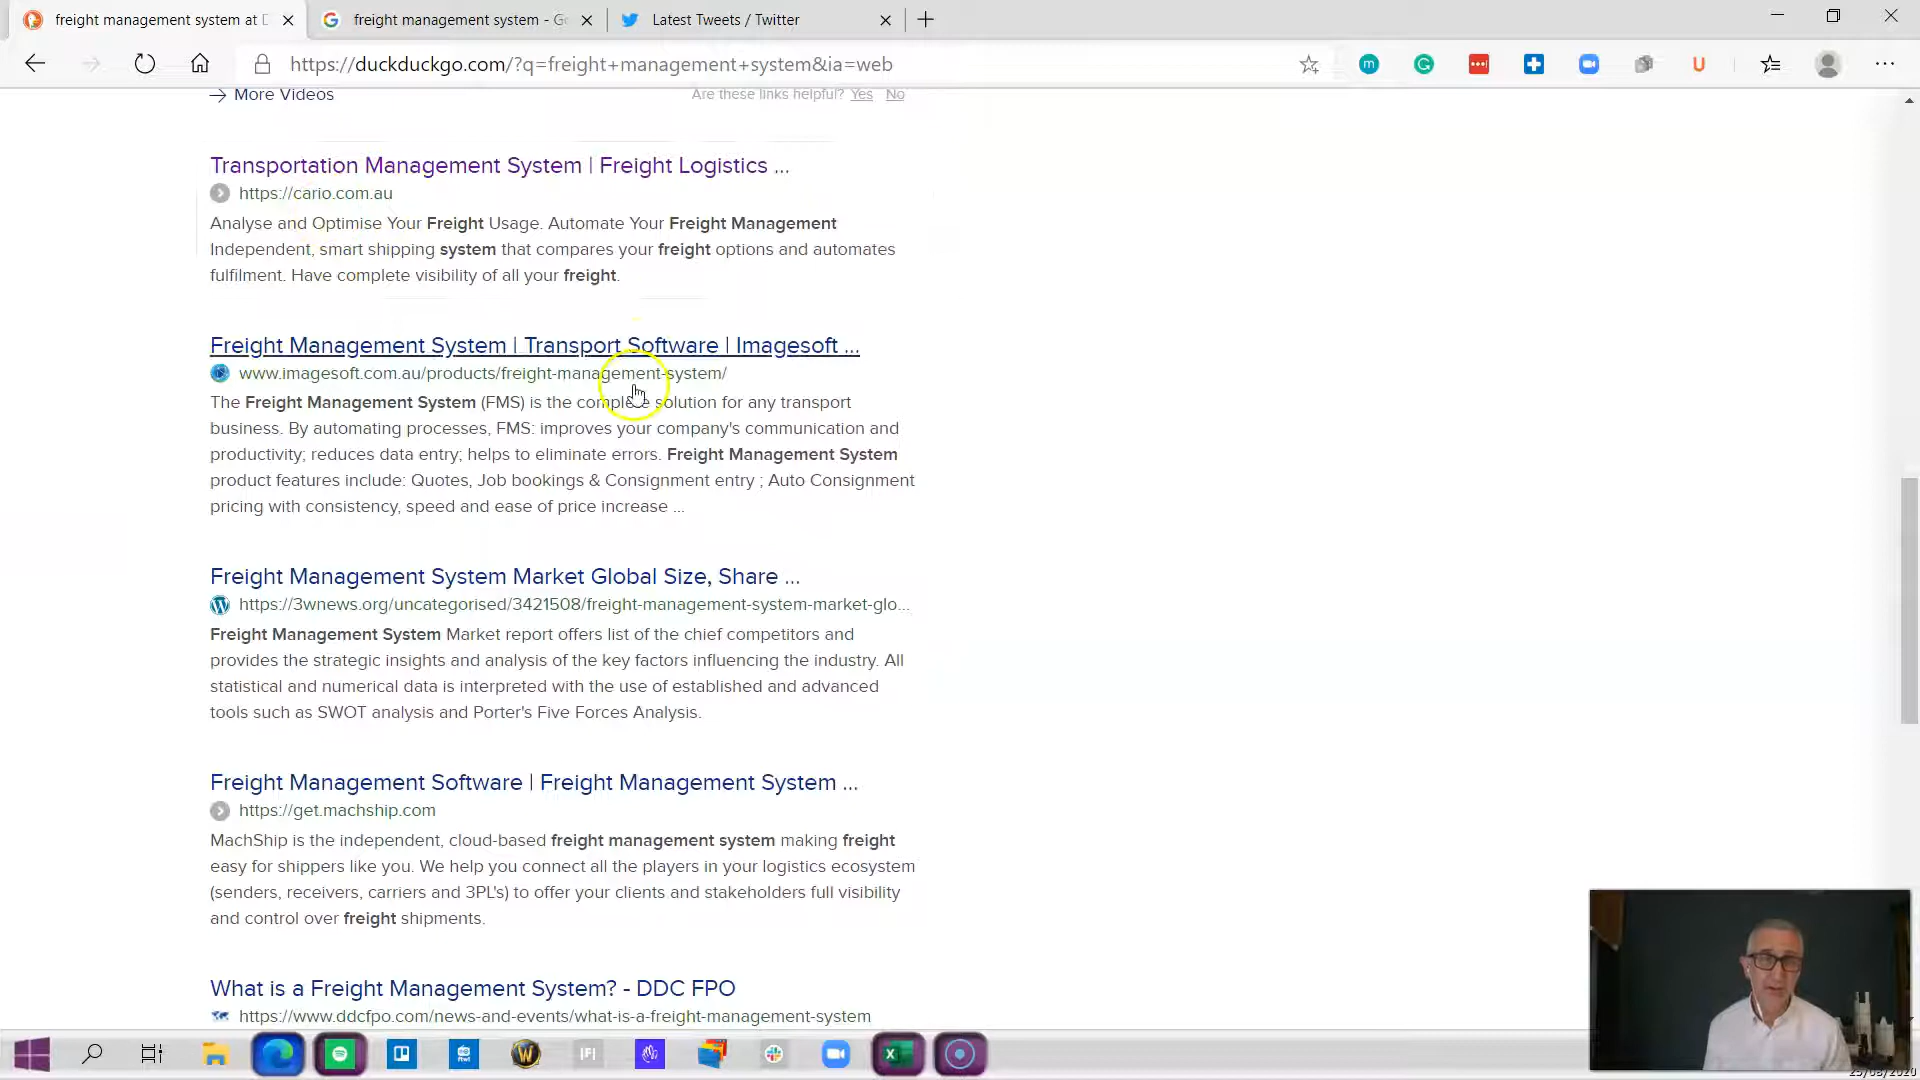 freight management system at D
freight management system - Go
Latest Tweets / Twitter
https://duckduckgo.com/?q=freight+management+system&ia=web
More Videos
Are these links helpful? Yes No
Transportation Management System | Freight Logistics ...
https://cario.com.au
Analyse and Optimise Your Freight Usage. Automate Your Freight Management
Independent, smart shipping system that compares your freight options and automates
fulfilment. Have complete visibility of all your freight.
Freight Management System | Transport Software | Imagesoft ...
www.imagesoft.com.au/products/freight-management-system/
The Freight Management System (FMS) is the complete solution for any transport
business. By automating processes, FMS: improves your company's communication and
productivity; reduces data entry; helps to eliminate errors. Freight Management System
product features include: Quotes, Job bookings & Consignment entry ; Auto Consignment
pricing with consistency, speed and ease of price increase ...
Freight Management System Market Global Size, Share ...
https://3wnews.org/uncategorised/3421508/freight-management-system-market-glo...
Freight Management System Market report offers list of the chief competitors and
provides the strategic insights and analysis of the key factors influencing the industry. All
statistical and numerical data is interpreted with the use of established and advanced
tools such as SWOT analysis and Porter's Five Forces Analysis.
Freight Management Software | Freight Management System ...
https://get.machship.com
MachShip is the independent, cloud-based freight management system making freight
easy for shippers like you. We help you connect all the players in your logistics ecosystem
(senders, receivers, carriers and 3PL's) to offer your clients and stakeholders full visibility
and control over freight shipments.
What is a Freight Management System? - DDC FPO
https://www.ddcfpo.com/news-and-events/what-is-a-freight-management-system
25/08/2020